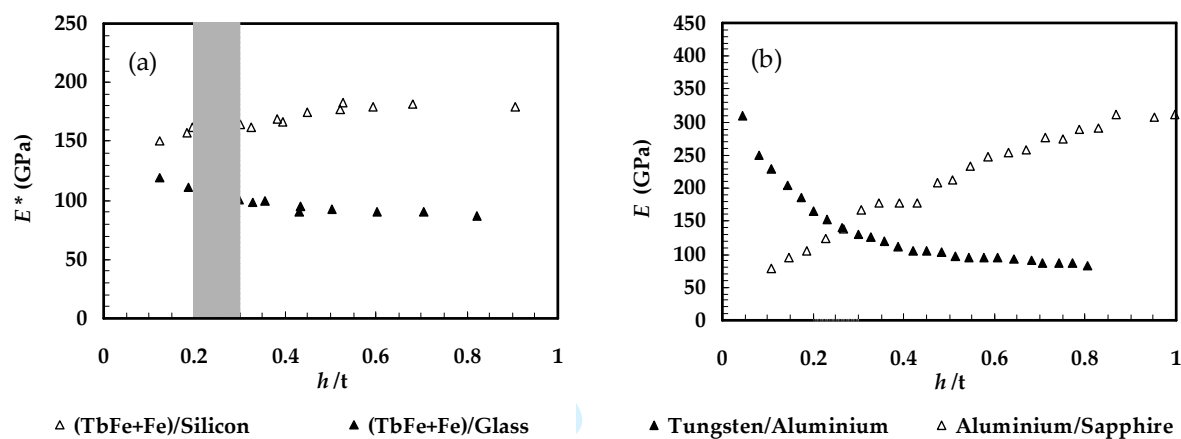 (a)
E* (GPa)
250
200
150
100
50
0
0 0.2 0.4 0.6 0.8 1
h/t
△ (TbFe+Fe)/Silicon ▲ (TbFe+Fe)/Glass
(b)
E (GPa)
450
400
350
300
250
200
150
100
50
0
0 0.2 0.4 0.6 0.8 1
h/t
▲ Tungsten/Aluminium △ Aluminium/Sapphire